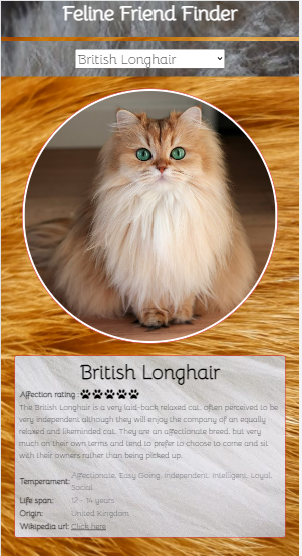 Feline Friend Finder
British Longhair
British Longhair
Affection rating :
The British Longhair is a very laid-back relaxed cat, often perceived to be
very independent although they will enjoy the company of an equally
relaxed and likeminded cat. They are an affectionate breed, but very
much on their own terms and tend to prefer to choose to come and sit
with their owners rather than being picked up.
Temperament: Affectionate, Easy Going, Independent, Intelligent, Loyal,
Social
Life span: 12 - 14 years
Origin: United Kingdom
Wikipedia url: Click here